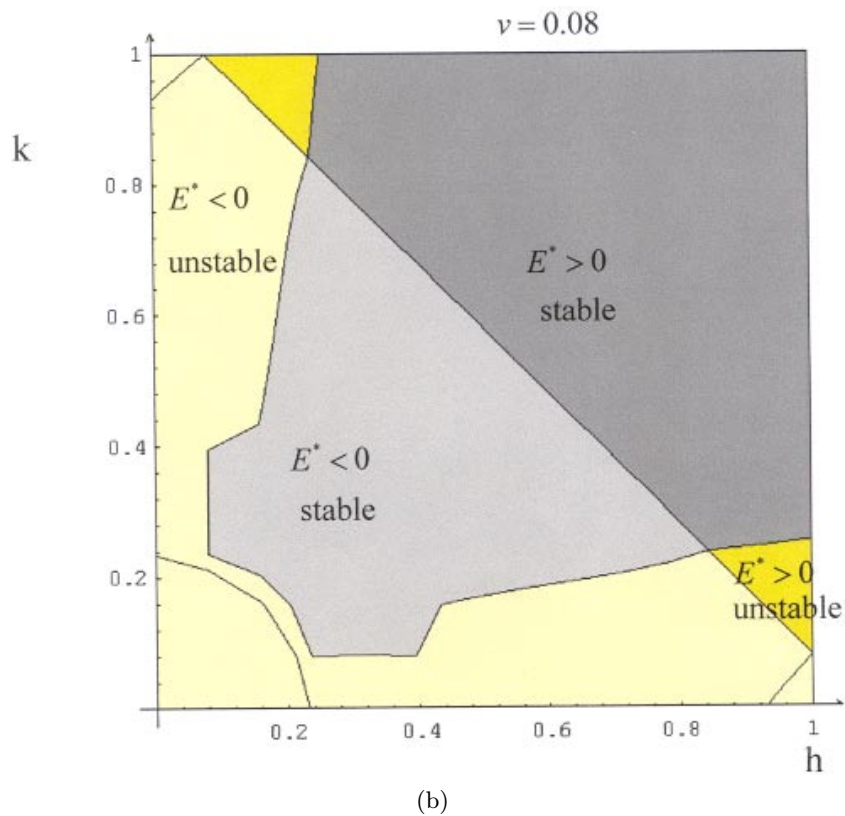 v = 0.08
1
k
0.8
E* < 0
unstable
E* > 0
stable
0.6
0.4
E* < 0
stable
0.2
E* > 0
unstable
0.2
0.4
0.6
0.8
1
h
(b)